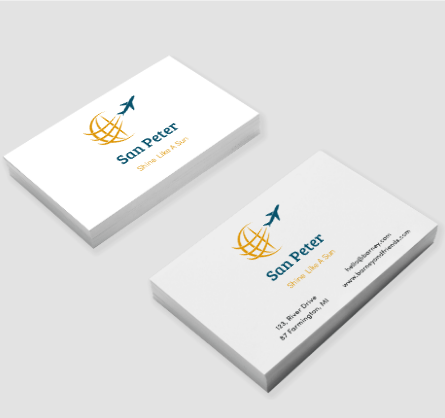 San Peter
Shine Like A Sun
San Peter
Shine Like A Sun
hello@barney.com
www.barneyandfriends.com
123, River Drive
87 Farmington, MI